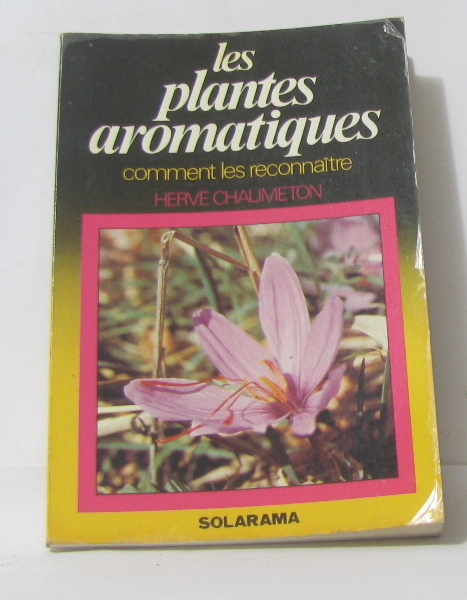 les
plantes
aromatiques
comment les reconnaître
HERVÉ CHAUMETON
SOLARAMA